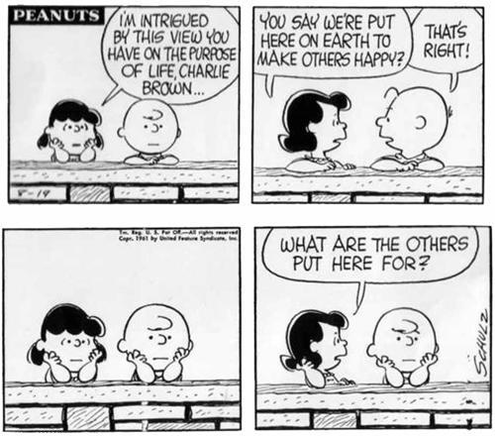 PEANUTS
I'M INTRIGUED
BY THIS VIEW YOU
HAVE ON THE PURPOSE
OF LIFE, CHARLIE
BROWN...
8-19
YOU SAY WE'RE PUT
HERE ON EARTH TO
MAKE OTHERS HAPPY?
THAT'S
RIGHT!
Tm. Reg. U. S. Pat Off.—All rights reserved
Copr. 1961 by United Feature Syndicate, Inc.
WHAT ARE THE OTHERS
PUT HERE FOR?
SCHULZ